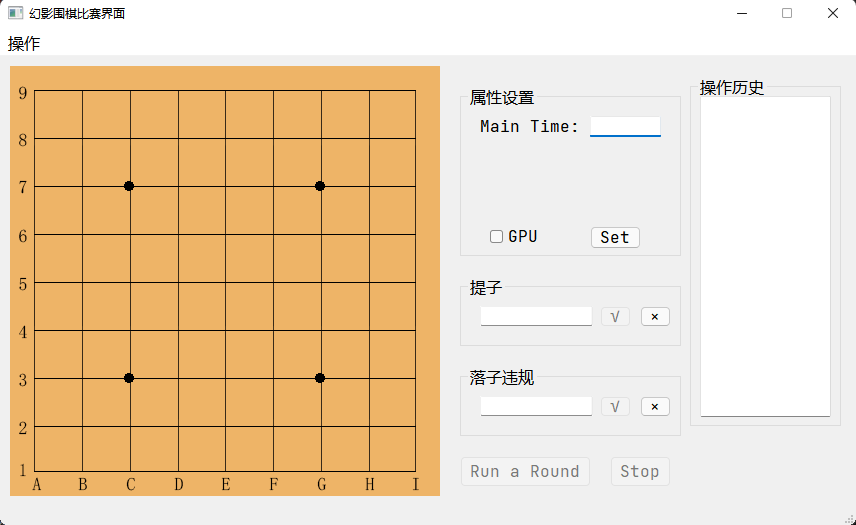 幻影围棋比赛界面
操作
9
8
7
6
5
4
3
2
1
A B C D E F G H I
属性设置
Main Time:
GPU
Set
提子
√ ×
落子违规
√ ×
Run a Round
Stop
操作历史